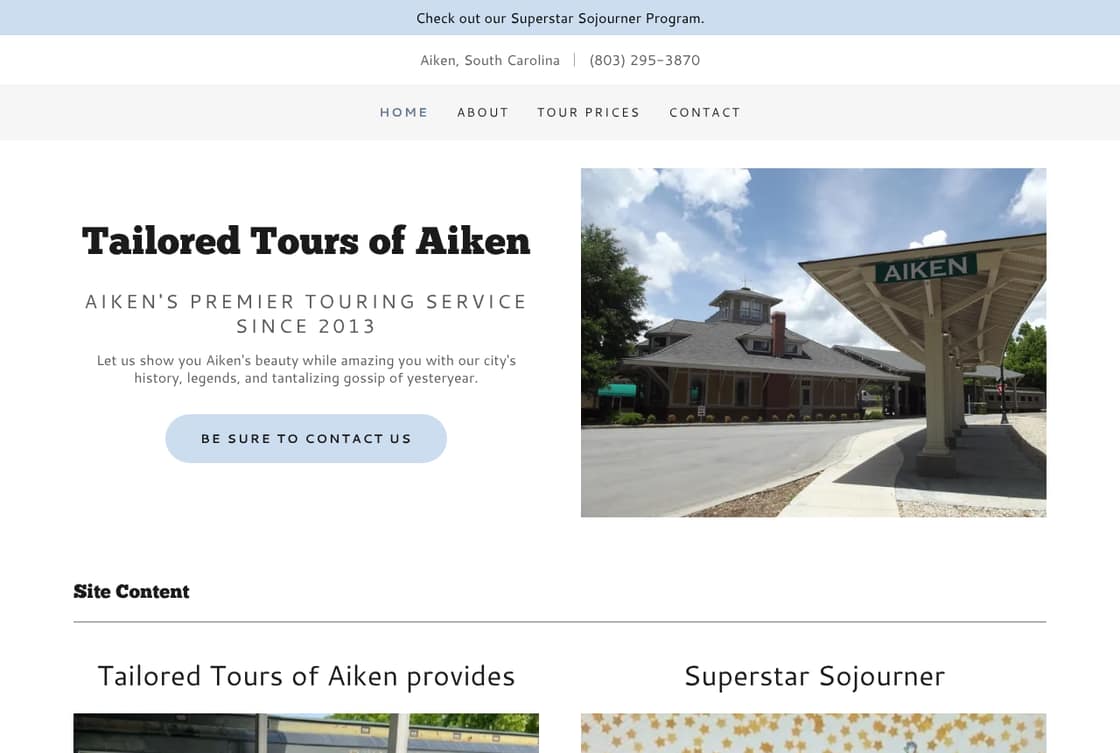 Check out our Superstar Sojourner Program.
Aiken, South Carolina
(803) 295-3870
HOME
ABOUT
TOUR PRICES
CONTACT
Tailored Tours of Aiken
AIKEN'S PREMIER TOURING SERVICE
SINCE 2013
Let us show you Aiken's beauty while amazing you with our city's
history, legends, and tantalizing gossip of yesteryear.
BE SURE TO CONTACT US
AIKEN
Site Content
Tailored Tours of Aiken provides
Superstar Sojourner